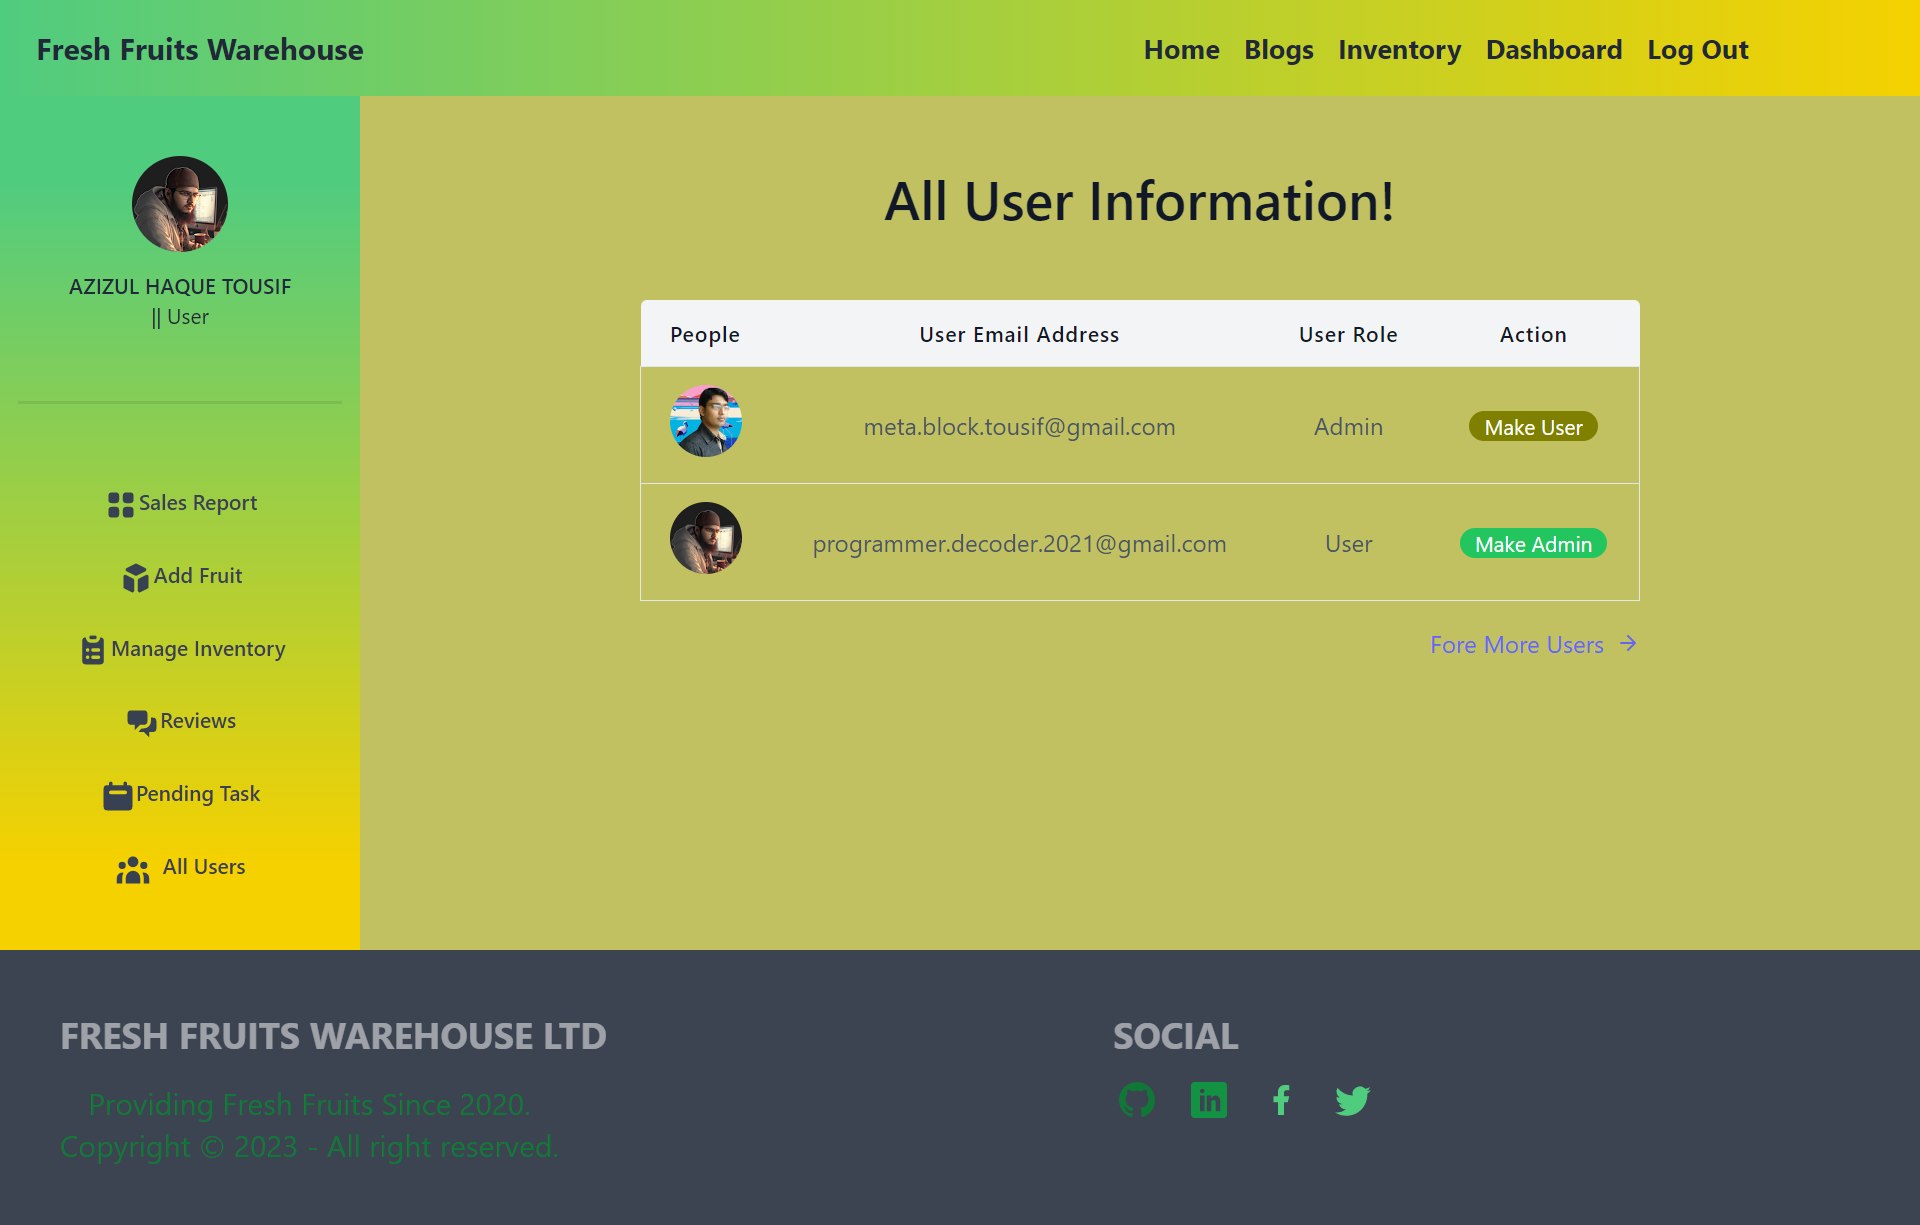 Fresh Fruits Warehouse
Home Blogs Inventory Dashboard Log Out
AZIZUL HAQUE TOUSIF
|| User
Sales Report
Add Fruit
Manage Inventory
Reviews
Pending Task
All Users
All User Information!
People User Email Address User Role Action
meta.block.tousif@gmail.com Admin Make User
programmer.decoder.2021@gmail.com User Make Admin
Fore More Users
FRESH FRUITS WAREHOUSE LTD
Providing Fresh Fruits Since 2020.
Copyright © 2023 - All right reserved.
SOCIAL